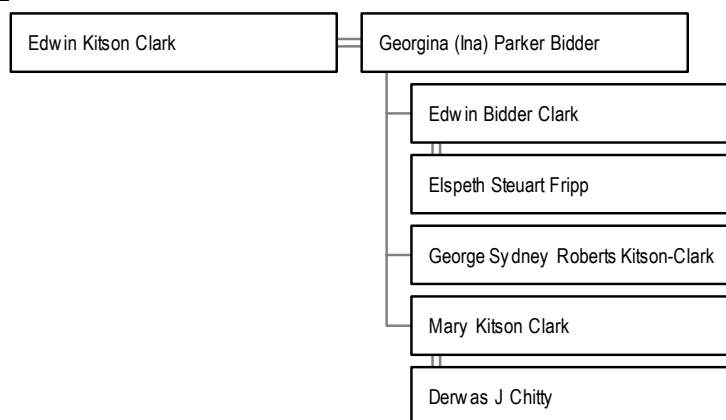 Edwin Kitson Clark
Georgina (Ina) Parker Bidder
Edwin Bidder Clark
Elspeth Steuart Fripp
George Sydney Roberts Kitson-Clark
Mary Kitson Clark
Derwas J Chitty